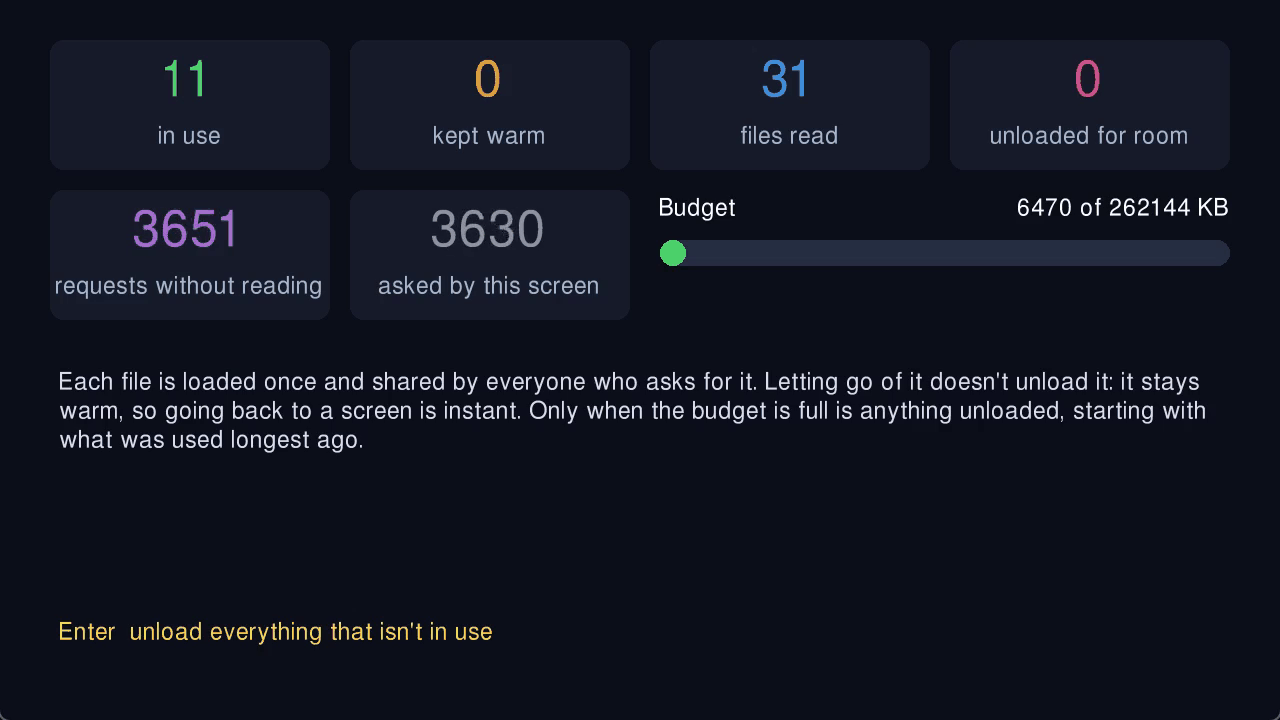 11
in use
0
kept warm
31
files read
0
unloaded for room
3651
requests without reading
3630
asked by this screen
Budget
6470 of 262144 KB
Each file is loaded once and shared by everyone who asks for it. Letting go of it doesn't unload it: it stays
warm, so going back to a screen is instant. Only when the budget is full is anything unloaded, starting with
what was used longest ago.
Enter  unload everything that isn't in use